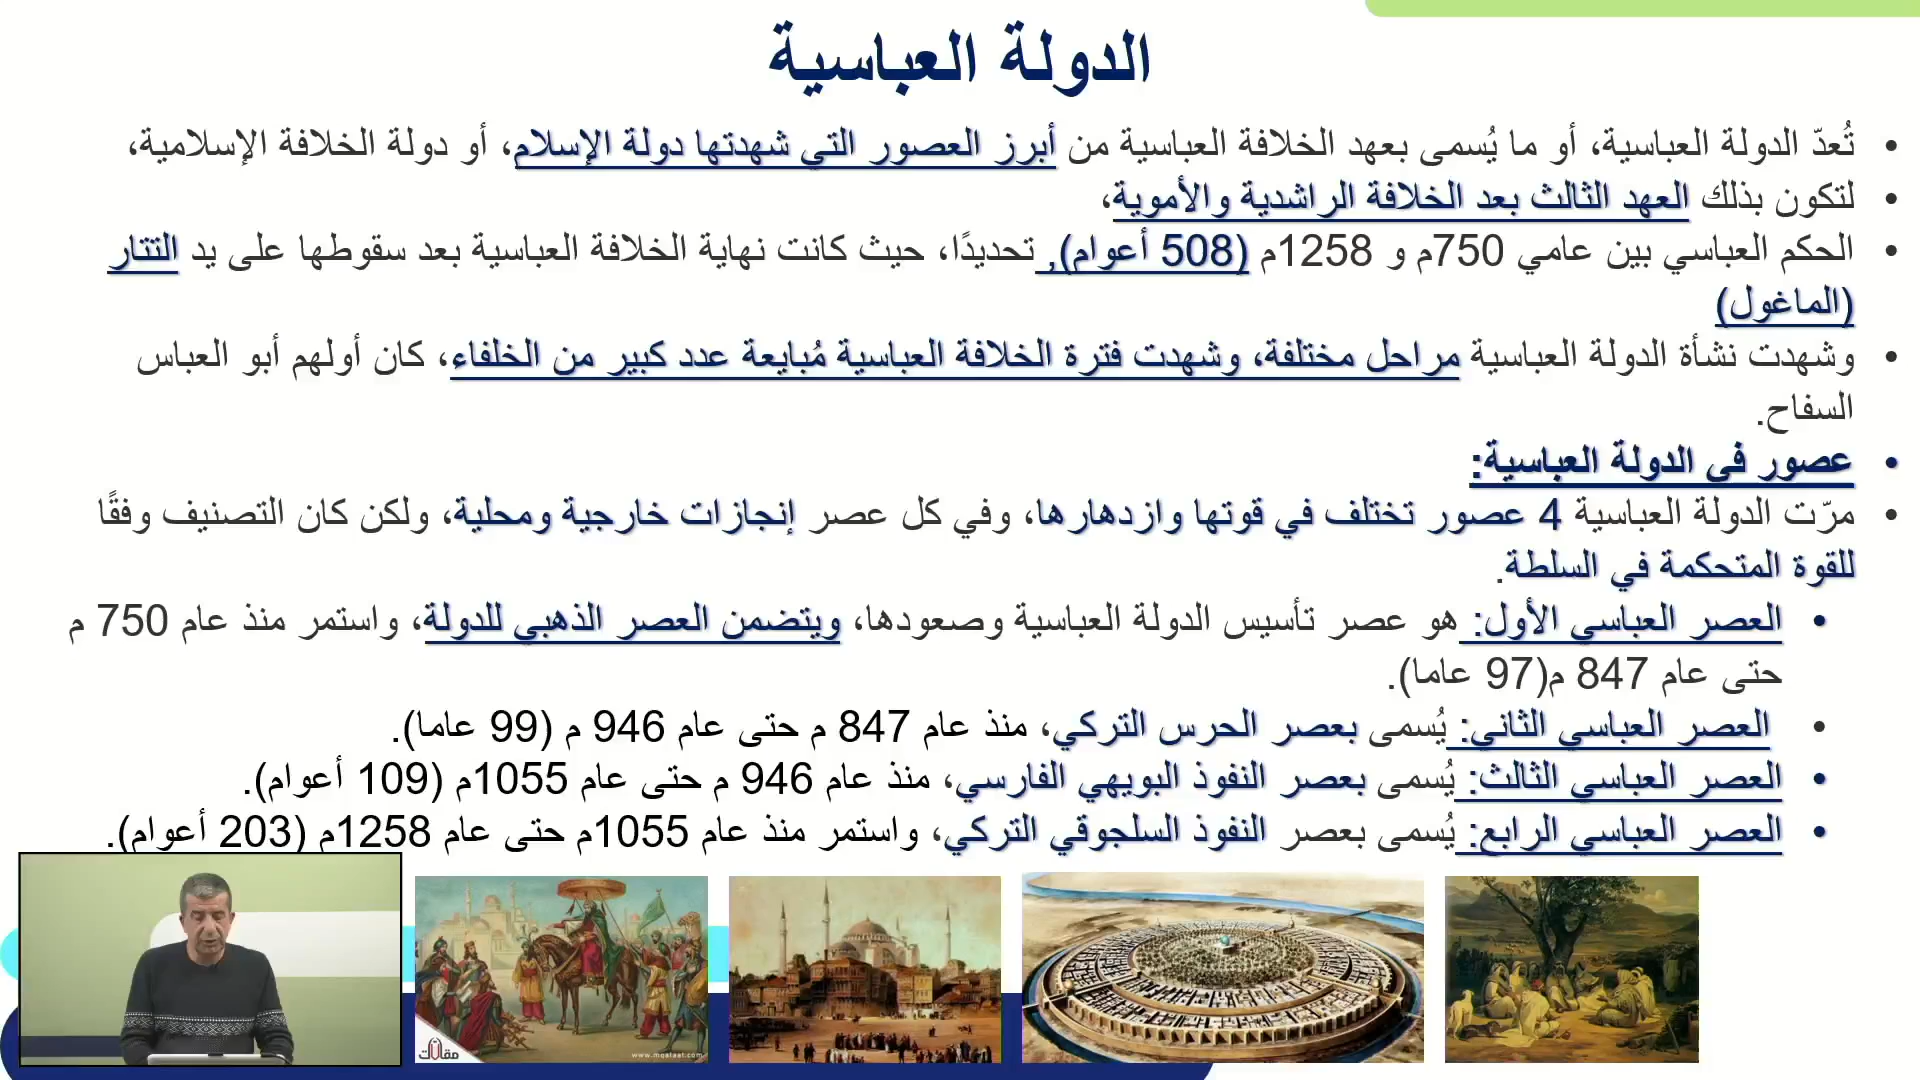 الدولة العباسية
• تُعدّ الدولة العباسية، أو ما يُسمى بعهد الخلافة العباسية من أبرز العصور التي شهدتها دولة الإسلام، أو دولة الخلافة الإسلامية،
• لتكون بذلك العهد الثالث بعد الخلافة الراشدية والأموية،
• الحكم العباسي بين عامي 750م و 1258م (508 أعوام), تحديدًا، حيث كانت نهاية الخلافة العباسية بعد سقوطها على يد التتار
(الماغول)
• وشهدت نشأة الدولة العباسية مراحل مختلفة، وشهدت فترة الخلافة العباسية مُبايعة عدد كبير من الخلفاء، كان أولهم أبو العباس
السفاح.
• عصور في الدولة العباسية:
• مرّت الدولة العباسية 4 عصور تختلف في قوتها وازدهارها، وفي كل عصر إنجازات خارجية ومحلية، ولكن كان التصنيف وفقًا
للقوة المتحكمة في السلطة.
• العصر العباسي الأول: هو عصر تأسيس الدولة العباسية وصعودها، ويتضمن العصر الذهبي للدولة، واستمر منذ عام 750 م
حتى عام 847 م(97 عاما).
• العصر العباسي الثاني: يُسمى بعصر الحرس التركي، منذ عام 847 م حتى عام 946 م (99 عاما).
• العصر العباسي الثالث: يُسمى بعصر النفوذ البويهي الفارسي، منذ عام 946 م حتى عام 1055م (109 أعوام).
• العصر العباسي الرابع: يُسمى بعصر النفوذ السلجوقي التركي، واستمر منذ عام 1055م حتى عام 1258م (203 أعوام).
مقالات
www.mqalaat.com